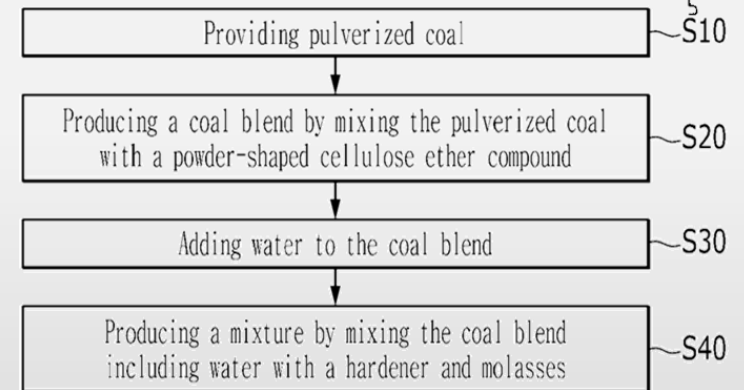 Providing pulverized coal
S10
Producing a coal blend by mixing the pulverized coal
with a powder-shaped cellulose ether compound
S20
Adding water to the coal blend
S30
Producing a mixture by mixing the coal blend
including water with a hardener and molasses
S40